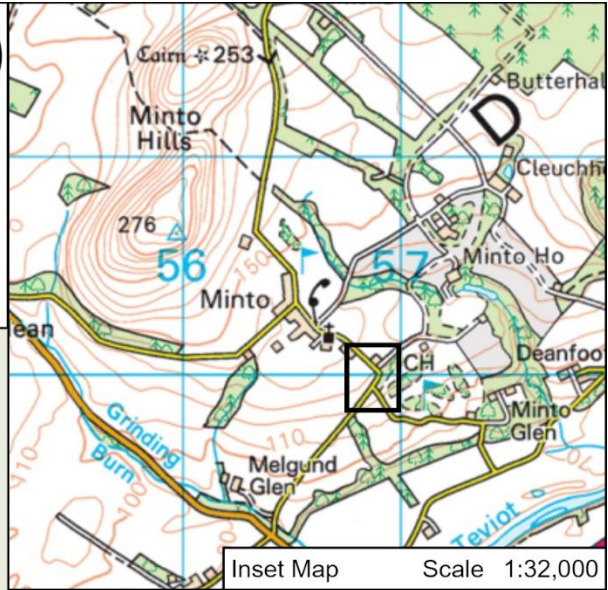 Cairn 253
Butterhal
Minto
Hills
D
Cleuchh
276
56
150
57
Minto Ho
Minto
ean
CH
Deanfoo
Grinding
Burn
110
Minto
Glen
Melgund
Glen
110
100
Teviot
Inset Map Scale 1:32,000